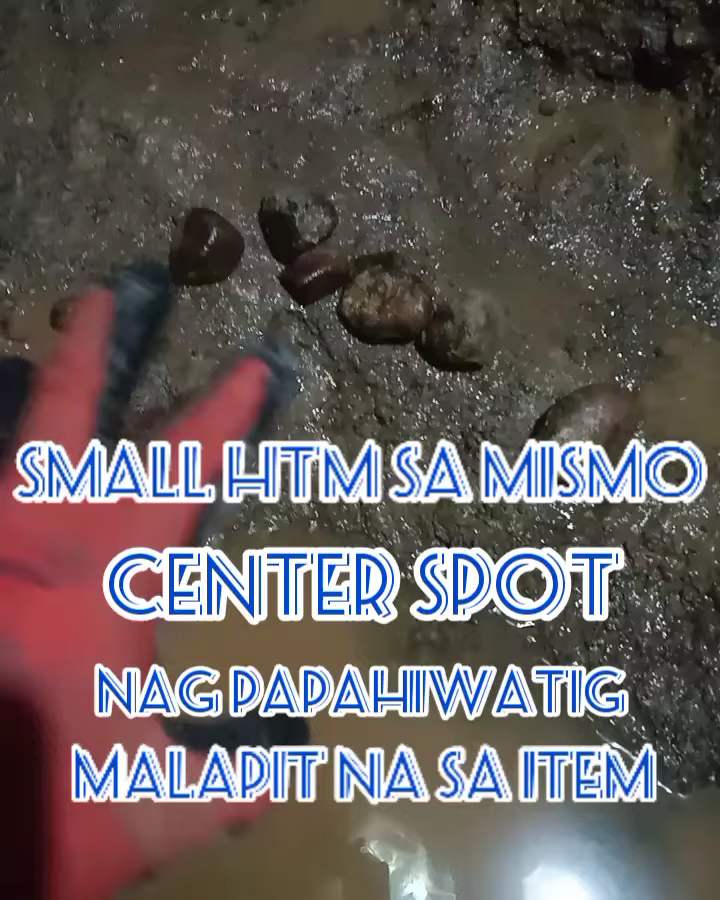 SMALL HTM SA MISMO
CENTER SPOT
NAG PAPAHIWATIG
MALAPIT NA SA ITEM